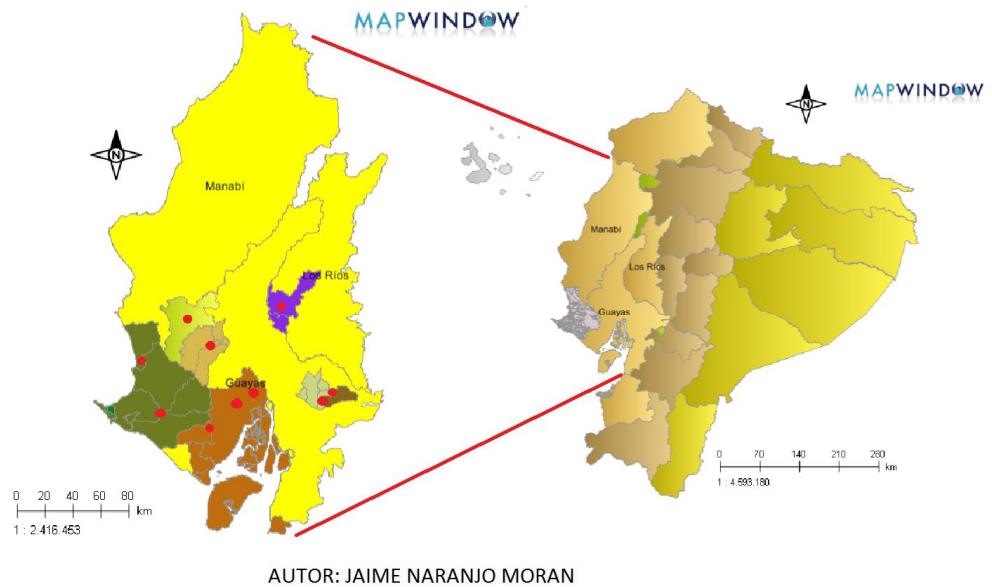 MAPWINDOW
N
Manabí
Los Ríos
Guayas
0 20 40 60 80
km
1 : 2.416.453
MAPWINDOW
N
Manabí
Los Ríos
Guayas
0 70 140 210 280
km
1 : 4.593.180
AUTOR: JAIME NARANJO MORAN